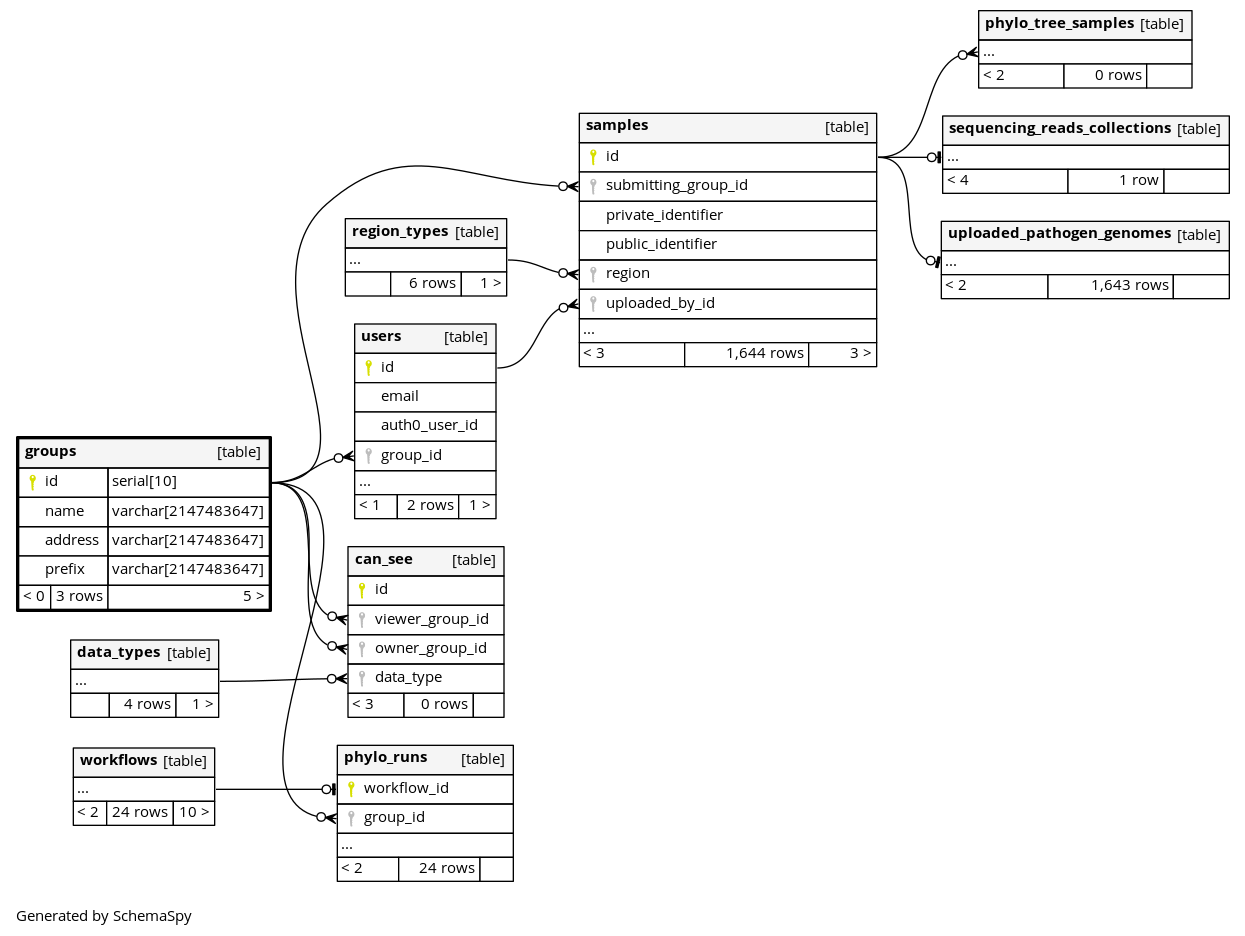 phylo_tree_samples [table]
...
< 2 0 rows
samples [table]
id
submitting_group_id
private_identifier
public_identifier
region
uploaded_by_id
...
< 3 1,644 rows 3 >
sequencing_reads_collections [table]
...
< 4 1 row
uploaded_pathogen_genomes [table]
...
< 2 1,643 rows
region_types [table]
...
6 rows 1 >
users [table]
id
email
auth0_user_id
group_id
...
< 1 2 rows 1 >
groups [table]
id serial[10]
name varchar[2147483647]
address varchar[2147483647]
prefix varchar[2147483647]
< 0 3 rows 5 >
can_see [table]
id
viewer_group_id
owner_group_id
data_type
< 3 0 rows
data_types [table]
...
4 rows 1 >
workflows [table]
...
< 2 24 rows 10 >
phylo_runs [table]
workflow_id
group_id
...
< 2 24 rows
Generated by SchemaSpy